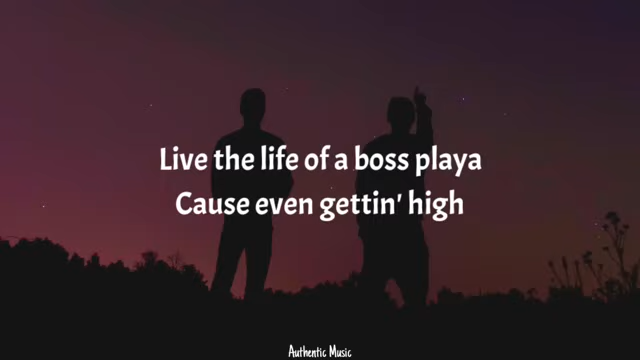 Live the life of a boss playa
Cause even gettin' high
Authentic Music